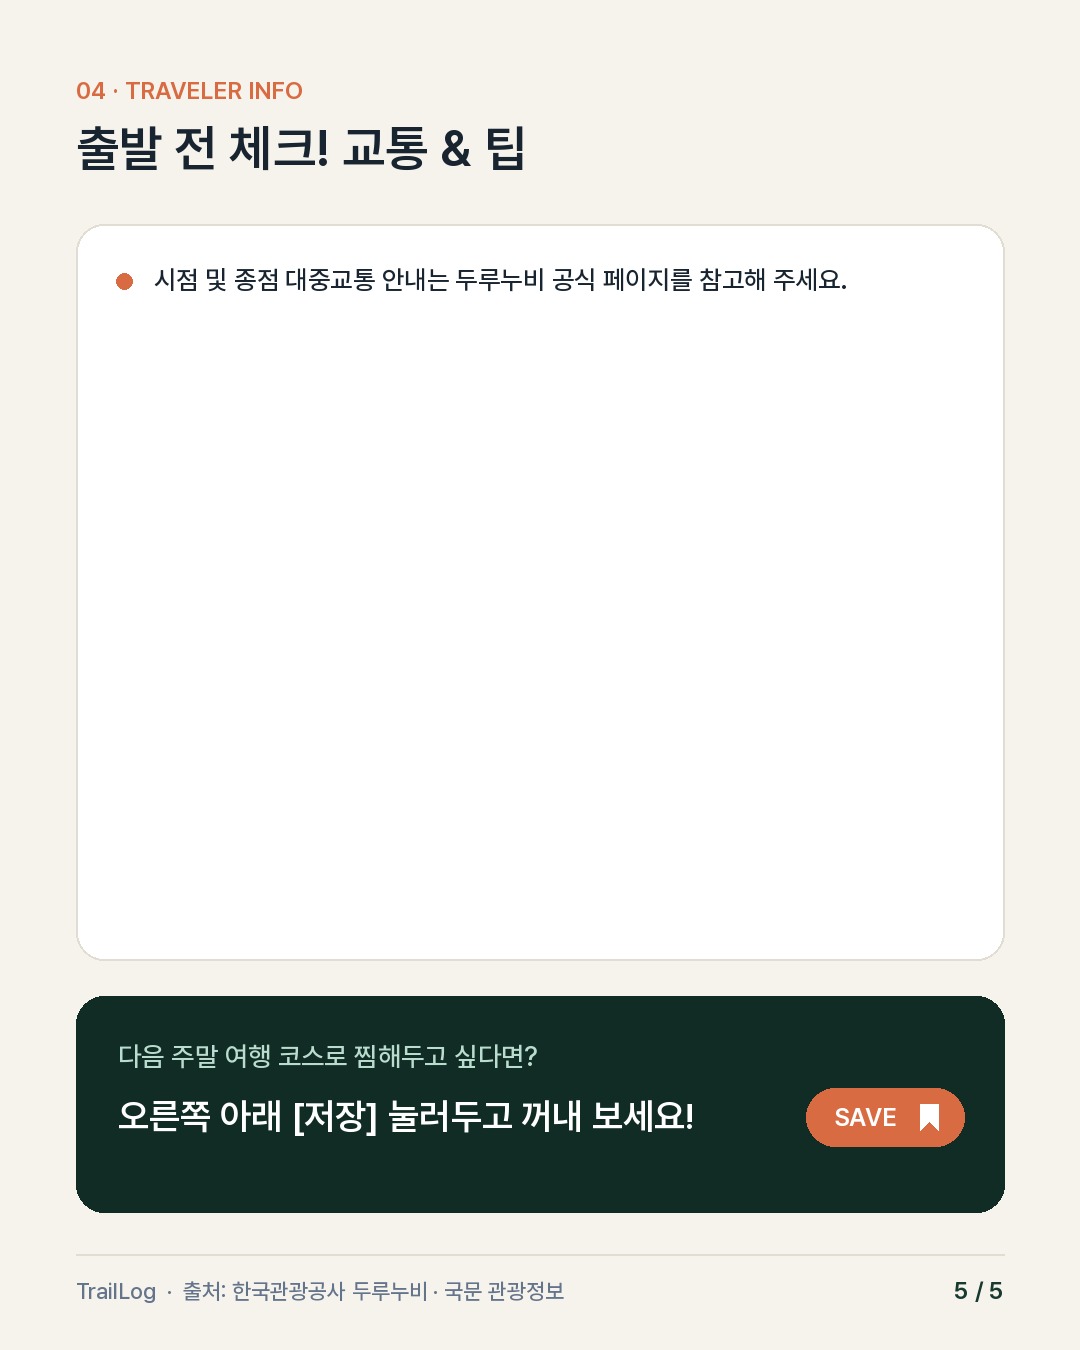 04 · TRAVELER INFO
출발 전 체크! 교통 & 팁
시점 및 종점 대중교통 안내는 두루누비 공식 페이지를 참고해 주세요.
다음 주말 여행 코스로 찜해두고 싶다면?
오른쪽 아래 [저장] 눌러두고 꺼내 보세요!
SAVE
TrailLog · 출처: 한국관광공사 두루누비 · 국문 관광정보
5 / 5